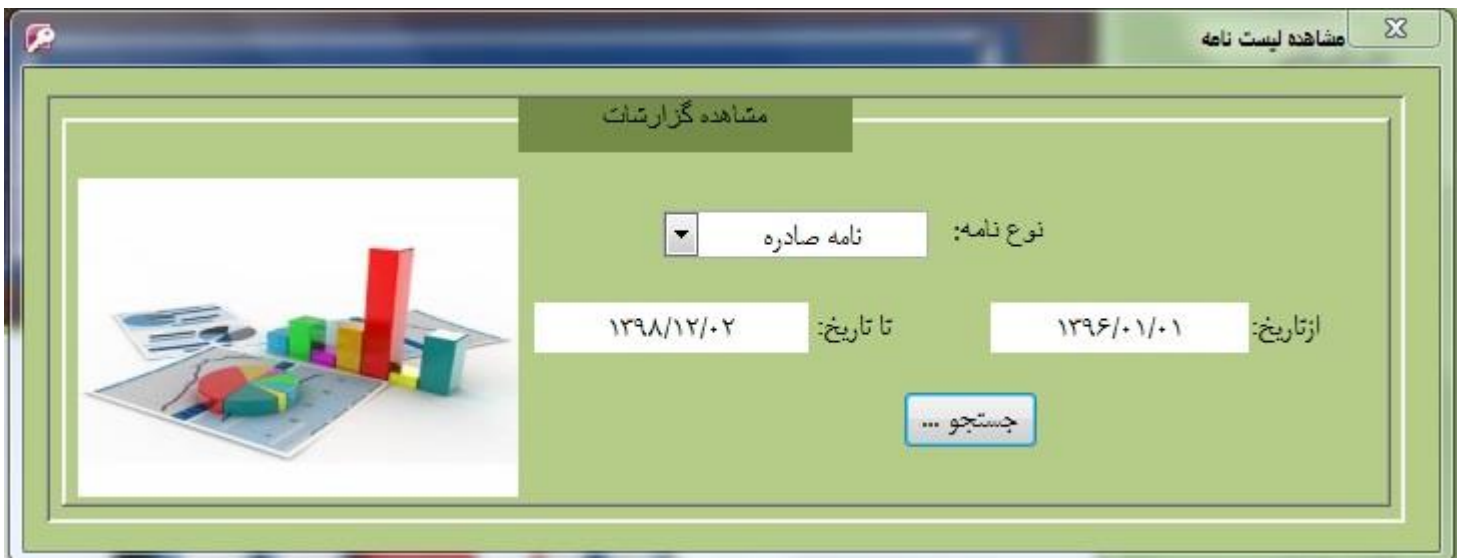 مشاهده لیست نامه
مشاهده گزارشات
نوع نامه: نامه صادره
ازتاریخ: ۱۳۹۶/۰۱/۰۱ تا تاریخ: ۱۳۹۸/۱۲/۰۲
جستجو ...